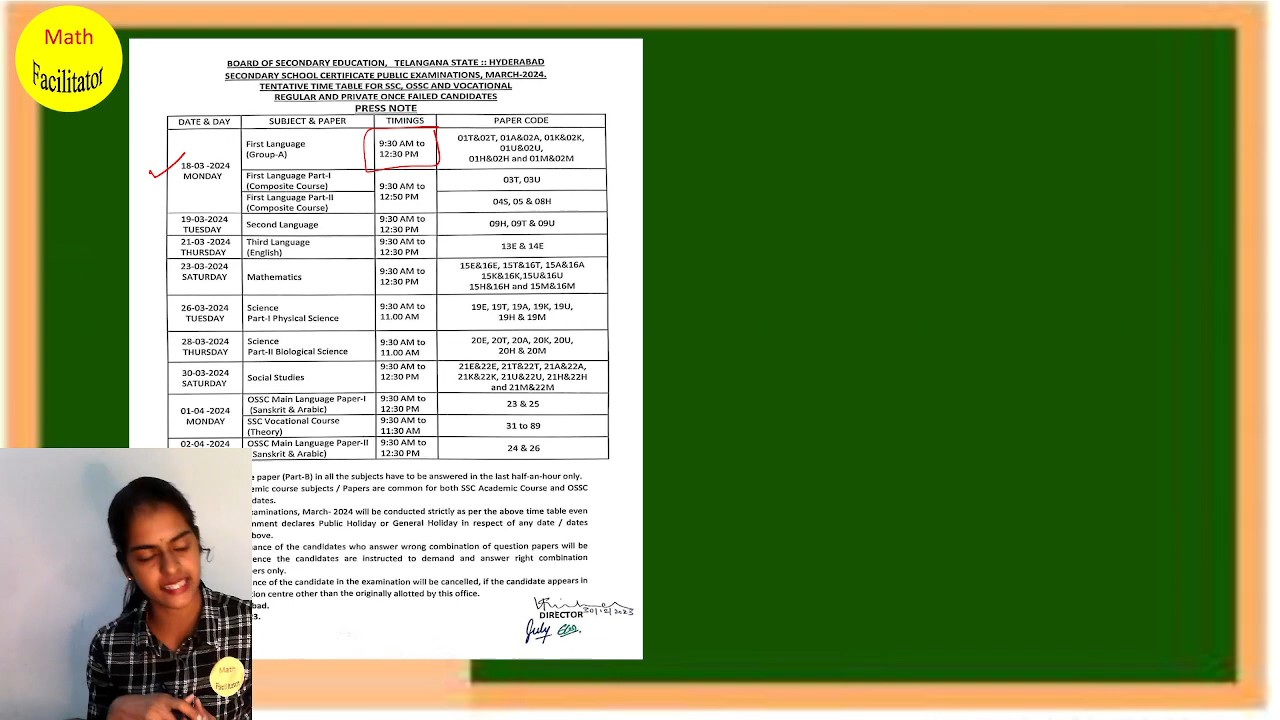 Math
Facilitator
BOARD OF SECONDARY EDUCATION, TELANGANA STATE :: HYDERABAD
SECONDARY SCHOOL CERTIFICATE PUBLIC EXAMINATIONS, MARCH-2024.
TENTATIVE TIME TABLE FOR SSC, OSSC AND VOCATIONAL
REGULAR AND PRIVATE ONCE FAILED CANDIDATES
PRESS NOTE
DATE & DAY SUBJECT & PAPER TIMINGS PAPER CODE
18-03 -2024
MONDAY
First Language
(Group-A)
9:30 AM to
12:30 PM
01T&02T, 01A&02A, 01K&02K,
01U&02U,
01H&02H and 01M&02M
First Language Part-I
(Composite Course)
9:30 AM to
12:50 PM
03T, 03U
First Language Part-II
(Composite Course)
04S, 05 & 08H
19-03-2024
TUESDAY
Second Language
9:30 AM to
12:30 PM
09H, 09T & 09U
21-03 -2024
THURSDAY
Third Language
(English)
9:30 AM to
12:30 PM
13E & 14E
23-03-2024
SATURDAY
Mathematics
9:30 AM to
12:30 PM
15E&16E, 15T&16T, 15A&16A
15K&16K,15U&16U
15H&16H and 15M&16M
26-03-2024
TUESDAY
Science
Part-I Physical Science
9:30 AM to
11.00 AM
19E, 19T, 19A, 19K, 19U,
19H & 19M
28-03-2024
THURSDAY
Science
Part-II Biological Science
9:30 AM to
11.00 AM
20E, 20T, 20A, 20K, 20U,
20H & 20M
30-03-2024
SATURDAY
Social Studies
9:30 AM to
12:30 PM
21E&22E, 21T&22T, 21A&22A,
21K&22K, 21U&22U, 21H&22H
and 21M&22M
01-04 -2024
MONDAY
OSSC Main Language Paper-I
(Sanskrit & Arabic)
9:30 AM to
12:30 PM
23 & 25
SSC Vocational Course
(Theory)
9:30 AM to
11:30 AM
31 to 89
02-04 -2024
OSSC Main Language Paper-II
(Sanskrit & Arabic)
9:30 AM to
12:30 PM
24 & 26
paper (Part-B) in all the subjects have to be answered in the last half-an-hour only.
course subjects / Papers are common for both SSC Academic Course and OSSC
March- 2024 will be conducted strictly as per the above time table even
declares Public Holiday or General Holiday in respect of any date / dates
of the candidates who answer wrong combination of question papers will be
the candidates are instructed to demand and answer right combination
only.
of the candidate in the examination will be cancelled, if the candidate appears in
centre other than the originally allotted by this office.
30/12/2023
DIRECTOR
July
Math
Facilitator